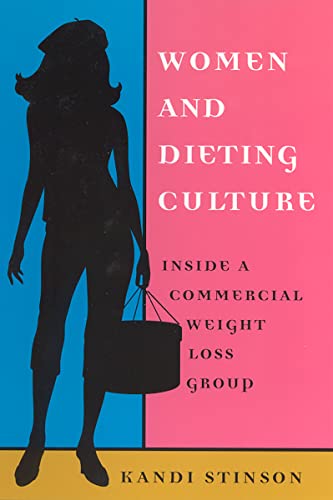 WOMEN
AND
DIETING
CULTURE
INSIDE A
COMMERCIAL
WEIGHT
LOSS
GROUP
KANDI STINSON